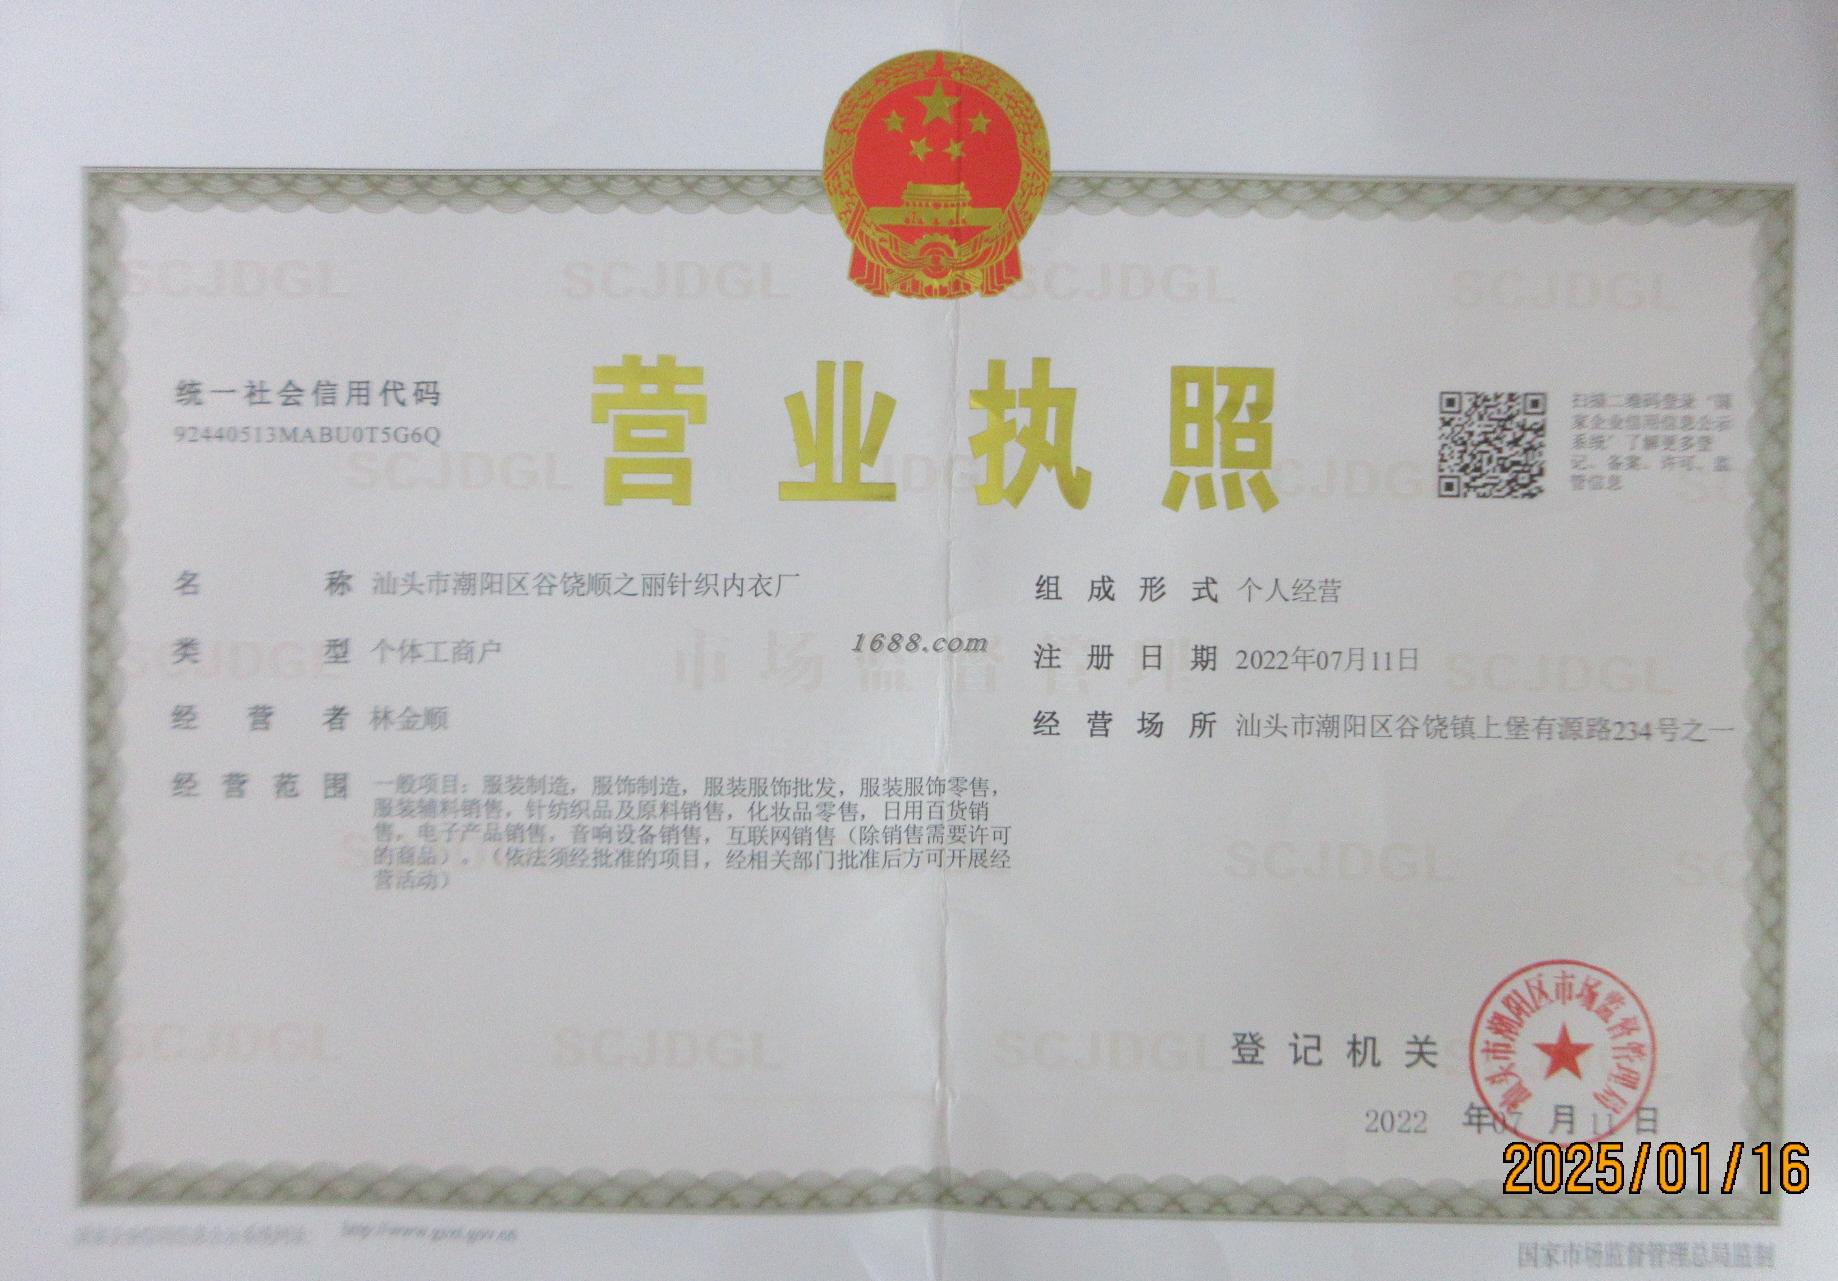 营业执照
统一社会信用代码
92440513MABU0T5G6Q
扫描二维码登录“国
家企业信用信息公示
系统”了解更多登
记、备案、许可、监
管信息
名称 汕头市潮阳区谷饶顺之丽针织内衣厂
类型 个体工商户
经营者 林金顺
经营范围 一般项目：服装制造，服饰制造，服装服饰批发，服装服饰零售，
服装辅料销售，针纺织品及原料销售，化妆品零售，日用百货销
售，电子产品销售，音响设备销售，互联网销售（除销售需要许可
的商品）。（依法须经批准的项目，经相关部门批准后方可开展经
营活动）
组成形式 个人经营
注册日期 2022年07月11日
经营场所 汕头市潮阳区谷饶镇上堡有源路234号之一
1688.com
市场监督管理
SCJDGL
登记机关
汕头市潮阳区市场监督管理局
2022 年07 月11日
2025/01/16
http://www.gsxt.gov.cn
国家市场监督管理总局监制